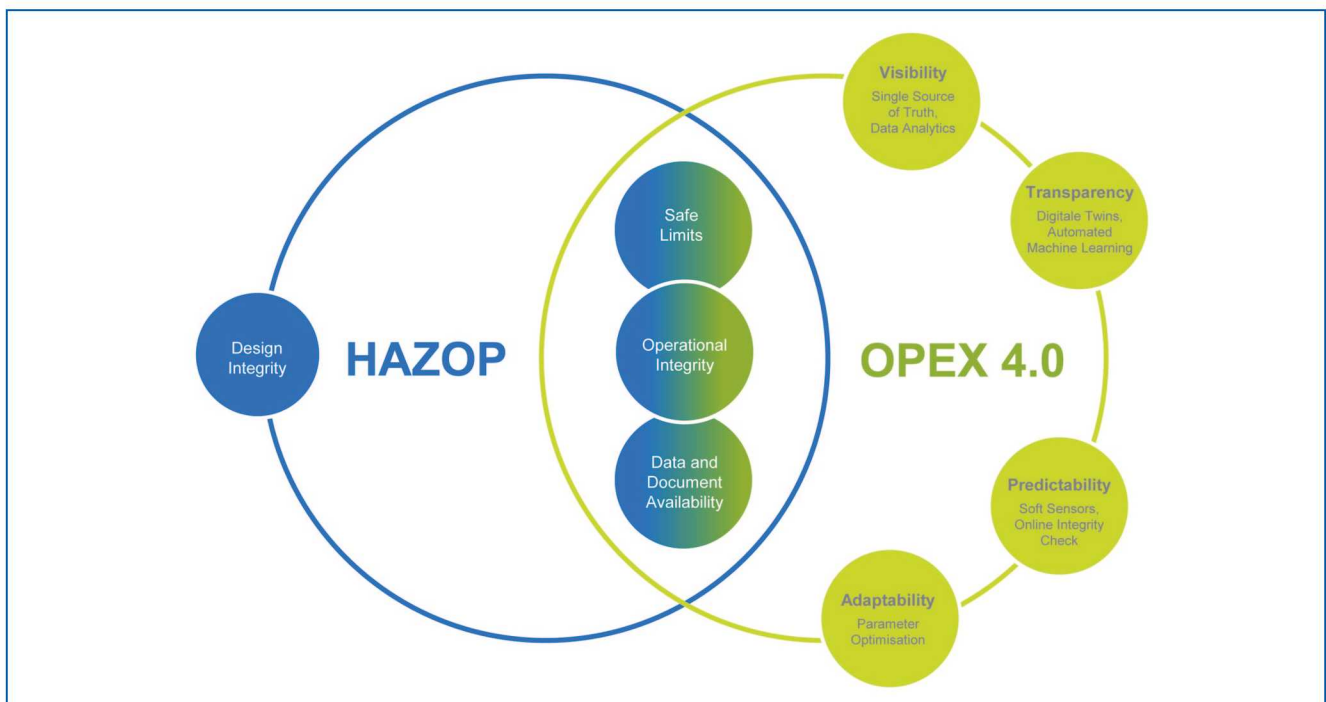 Design
Integrity
HAZOP
Safe
Limits
Operational
Integrity
Data and
Document
Availability
OPEX 4.0
Visibility
Single Source
of Truth,
Data Analytics
Transparency
Digitale Twins,
Automated
Machine Learning
Predictability
Soft Sensors,
Online Integrity
Check
Adaptability
Parameter
Optimisation